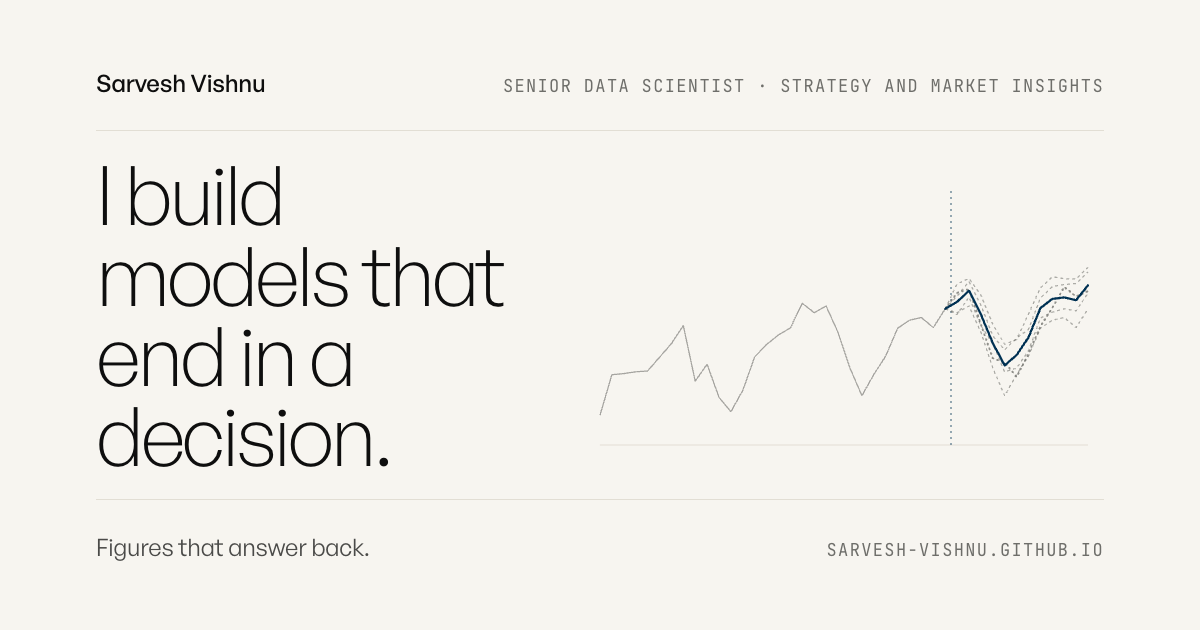 Sarvesh Vishnu
SENIOR DATA SCIENTIST · STRATEGY AND MARKET INSIGHTS
I build
models that
end in a
decision.
Figures that answer back.
SARVESH-VISHNU.GITHUB.IO